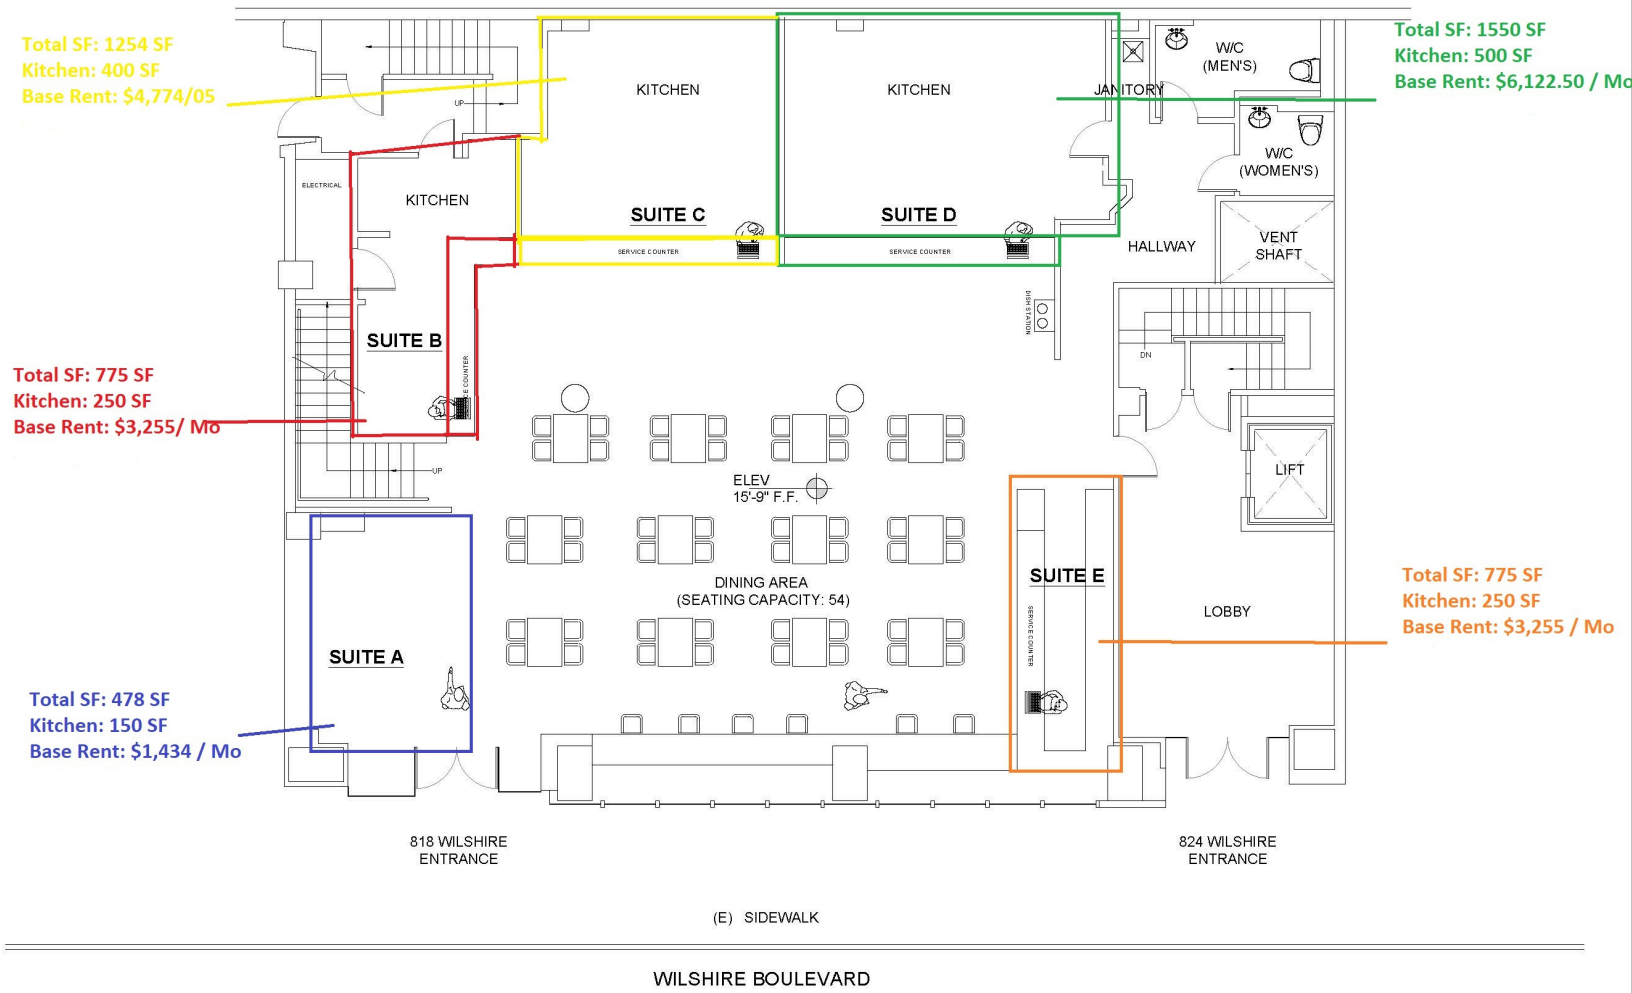 Total SF: 1254 SF
Kitchen: 400 SF
Base Rent: $4,774/05
Total SF: 1550 SF
Kitchen: 500 SF
Base Rent: $6,122.50 / Mo
KITCHEN
KITCHEN
JANITORY
W/C
(MEN'S)
UP
W/C
(WOMEN'S)
ELECTRICAL
KITCHEN
SUITE C
SUITE D
SERVICE COUNTER
SERVICE COUNTER
HALLWAY
VENT
SHAFT
DISH STATION
SUITE B
DN
Total SF: 775 SF
Kitchen: 250 SF
Base Rent: $3,255/ Mo
SERVICE COUNTER
UP
LIFT
ELEV
15'-9" F.F.
DINING AREA
(SEATING CAPACITY: 54)
SUITE E
SERVICE COUNTER
LOBBY
Total SF: 775 SF
Kitchen: 250 SF
Base Rent: $3,255 / Mo
SUITE A
Total SF: 478 SF
Kitchen: 150 SF
Base Rent: $1,434 / Mo
818 WILSHIRE
ENTRANCE
824 WILSHIRE
ENTRANCE
(E) SIDEWALK
WILSHIRE BOULEVARD